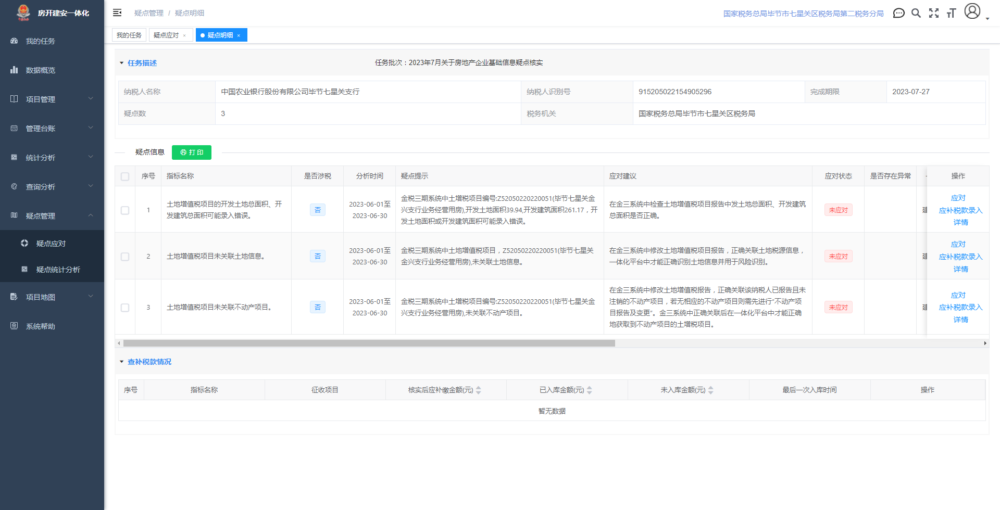 房开建安一体化
疑点管理 / 疑点明细
国家税务总局毕节市七星关区税务局第二税务分局
我的任务
疑点应对 ×
疑点明细 ×
我的任务
数据概览
项目管理
管理台账
统计分析
查询分析
疑点管理
疑点应对
疑点统计分析
项目地图
系统帮助
任务描述
任务批次：2023年7月关于房地产企业基础信息疑点核实
纳税人名称 中国农业银行股份有限公司毕节七星关支行 纳税人识别号 915205022154905296 完成期限 2023-07-27
疑点数 3 税务机关 国家税务总局毕节市七星关区税务局
疑点信息 打印
序号 指标名称 是否涉税 分析时间 疑点提示 应对建议 应对状态 是否存在异常 操作
1
土地增值税项目的开发土地总面积、开
发建筑总面积可能录入错误。
否
2023-06-01至
2023-06-30
金税三期系统中土增税项目编号:Z52050220220051(毕节七星关金
兴支行业务经营用房),开发土地面积39.94,开发建筑面积261.17，开
发土地面积或开发建筑面积可能录入错误。
在金三系统中检查土地增值税项目报告中发土地总面积、开发建筑
总面积是否正确。
未应对
建
应对
应补税款录入
详情
2
土地增值税项目未关联土地信息。
否
2023-06-01至
2023-06-30
金税三期系统中土地增值税项目，Z52050220220051(毕节七星关
金兴支行业务经营用房),未关联土地信息。
在金三系统中修改土地增值税项目报告，正确关联土地税源信息，
一体化平台中才能正确识别土地信息并用于风险识别。
未应对
建
应对
应补税款录入
详情
3
土地增值税项目未关联不动产项目。
否
2023-06-01至
2023-06-30
金税三期系统中土增税项目编号:Z52050220220051(毕节七星关金
兴支行业务经营用房),未关联不动产项目。
在金三系统中修改土地增值税报告，正确关联该纳税人已报告且未
注销的不动产项目，若无相应的不动产项目则需先进行"不动产项
目报告及变更"。金三系统中正确关联后在一体化平台中才能正确
地获取到不动产项目的土增税项目。
未应对
建
应对
应补税款录入
详情
查补税款情况
序号 指标名称 征收项目 核实后应补缴金额(元) 已入库金额(元) 未入库金额(元) 最后一次入库时间 操作
暂无数据